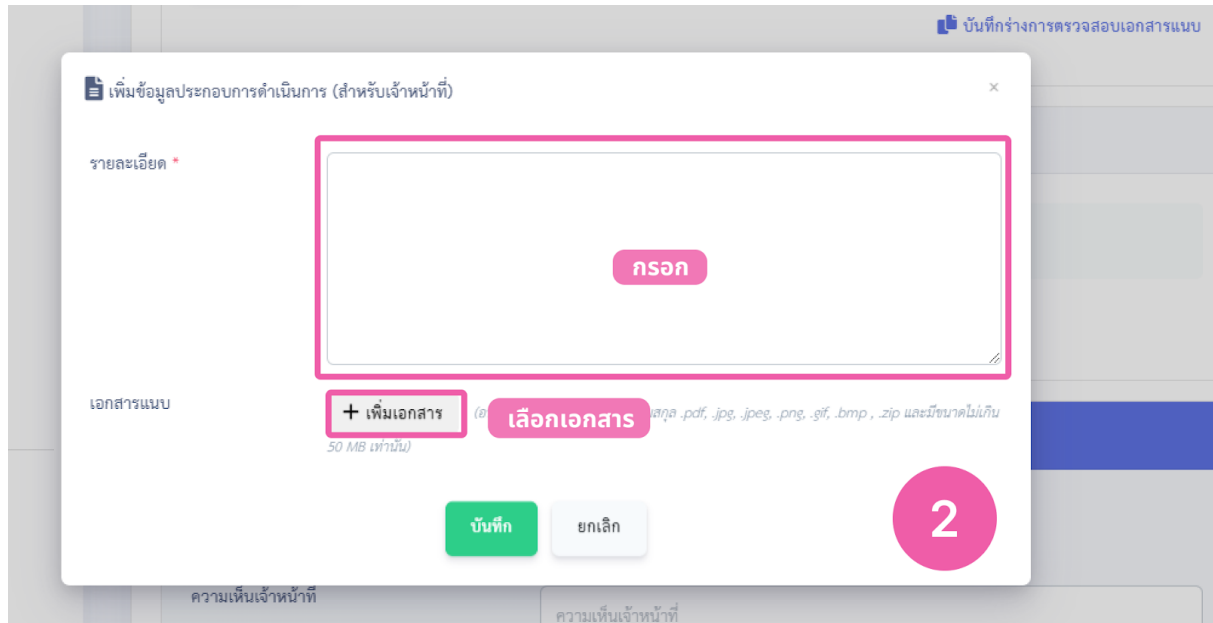 บันทึกร่างการตรวจสอบเอกสารแนบ
เพิ่มข้อมูลประกอบการดำเนินการ (สำหรับเจ้าหน้าที่)
×
รายละเอียด *
กรอก
เอกสารแนบ
+ เพิ่มเอกสาร
เลือกเอกสาร
.pdf, .jpg, .jpeg, .png, .gif, .bmp , .zip และมีขนาดไม่เกิน
50 MB เท่านั้น)
บันทึก
ยกเลิก
2
ความเห็นเจ้าหน้าที่
ความเห็นเจ้าหน้าที่